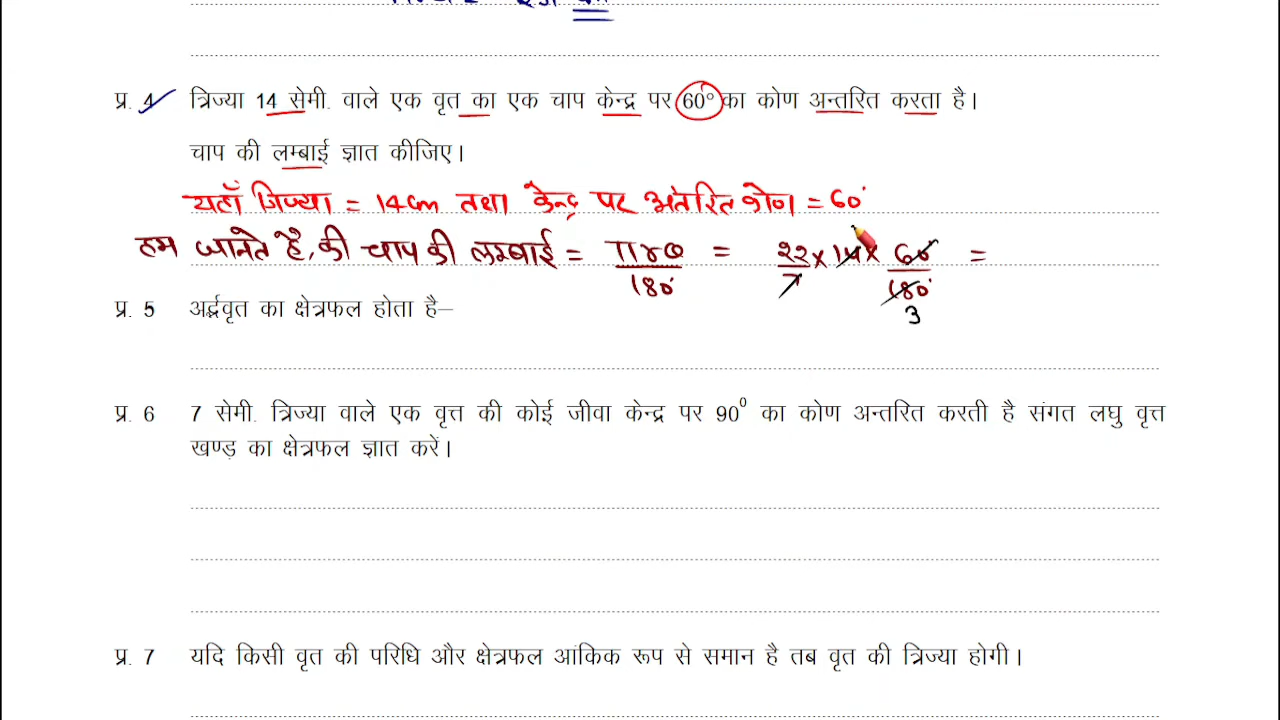 प्र. 4 त्रिज्या 14 सेमी. वाले एक वृत का एक चाप केन्द्र पर 60° का कोण अन्तरित करता है।
चाप की लम्बाई ज्ञात कीजिए।
यहाँ त्रिज्या = 14cm तथा केन्द्र पर अंतरित कोण = 60°
हम जानते है, की चाप की लम्बाई = πrθ/180° = 22/7 × 14 × 60/180° =
3
प्र. 5 अर्द्धवृत का क्षेत्रफल होता है–
प्र. 6 7 सेमी. त्रिज्या वाले एक वृत्त की कोई जीवा केन्द्र पर 90⁰ का कोण अन्तरित करती है संगत लघु वृत्त
खण्ड़ का क्षेत्रफल ज्ञात करें।
प्र. 7 यदि किसी वृत की परिधि और क्षेत्रफल आंकिक रूप से समान है तब वृत की त्रिज्या होगी।